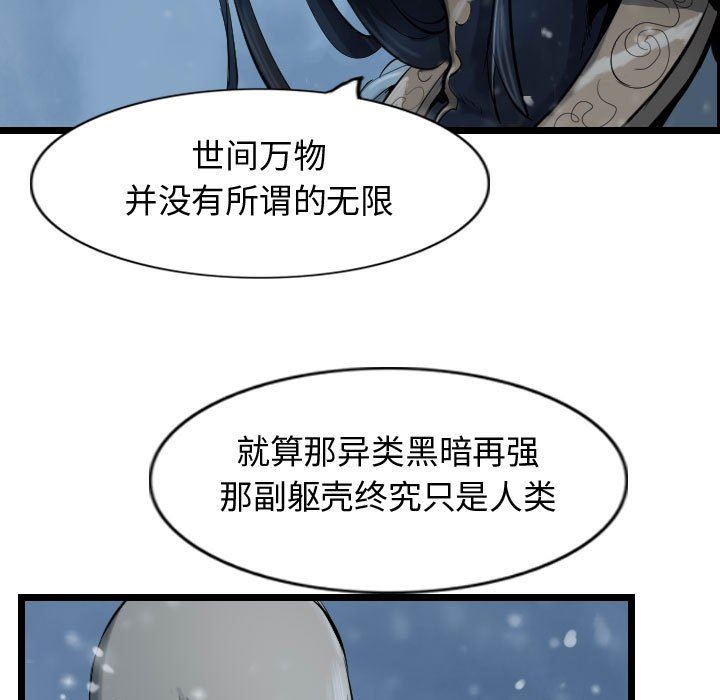 世间万物
并没有所谓的无限
就算那异类黑暗再强
那副躯壳终究只是人类